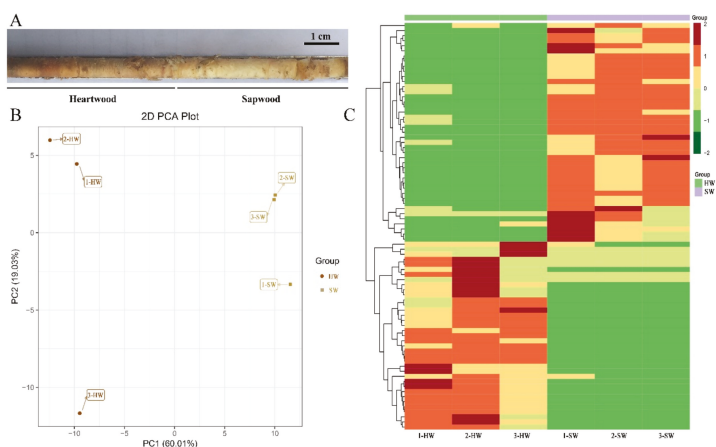 A
1 cm
Heartwood
Sapwood
B
2D PCA Plot
2-HW
1-HW
2-SW
3-SW
1-SW
3-HW
Group
HW
SW
PC2 (19.03%)
5
0
−5
−10
−10
−5
0
5
10
PC1 (60.01%)
C
Group
2
1
0
−1
−2
Group
HW
SW
1-HW
2-HW
3-HW
1-SW
2-SW
3-SW